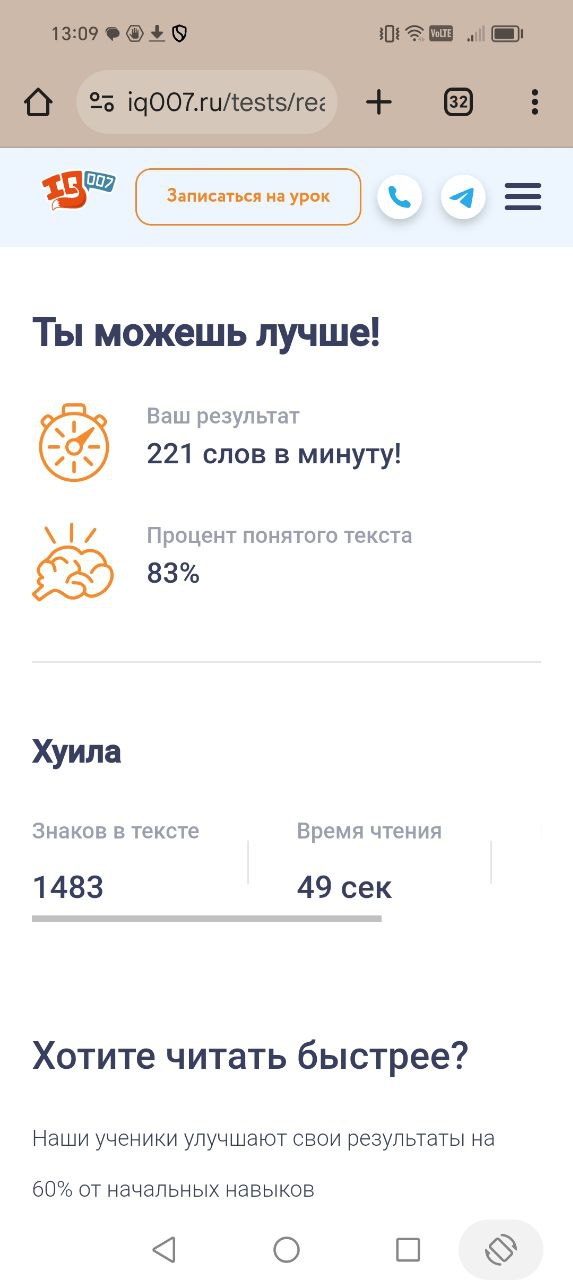 13:09
VoLTE
iq007.ru/tests/rea
32
IQ 007
Записаться на урок
Ты можешь лучше!
Ваш результат
221 слов в минуту!
Процент понятого текста
83%
Хуила
Знаков в тексте
Время чтения
1483
49 сек
Хотите читать быстрее?
Наши ученики улучшают свои результаты на
60% от начальных навыков